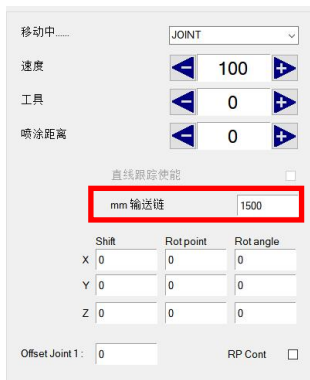 移动中...... JOINT
速度 100
工具 0
喷涂距离 0
直线跟踪使能
mm 输送链 1500
Shift Rot point Rot angle
X 0 0 0
Y 0 0 0
Z 0 0 0
Offset Joint 1 : 0 RP Cont